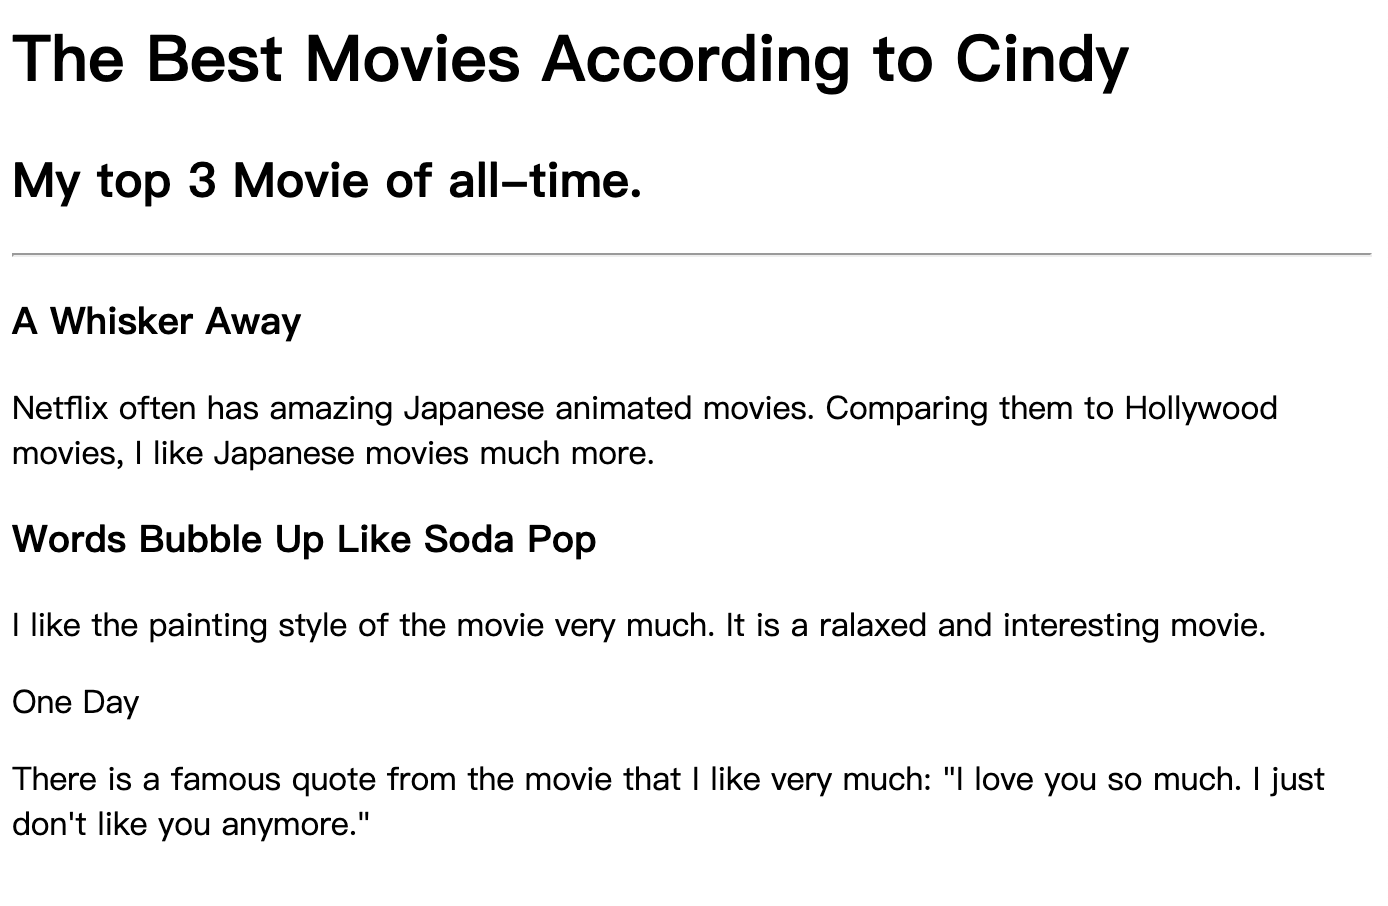 The Best Movies According to Cindy
My top 3 Movie of all-time.
A Whisker Away
Netflix often has amazing Japanese animated movies. Comparing them to Hollywood
movies, I like Japanese movies much more.
Words Bubble Up Like Soda Pop
I like the painting style of the movie very much. It is a ralaxed and interesting movie.
One Day
There is a famous quote from the movie that I like very much: "I love you so much. I just
don't like you anymore."